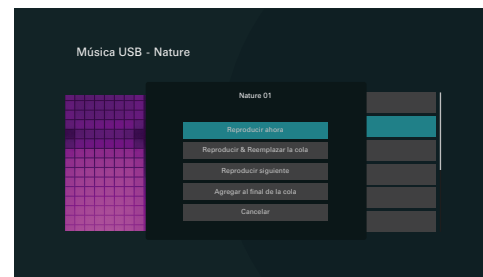 Música USB - Nature
Nature 01
Reproducir ahora
Reproducir & Reemplazar la cola
Reproducir siguiente
Agregar al final de la cola
Cancelar